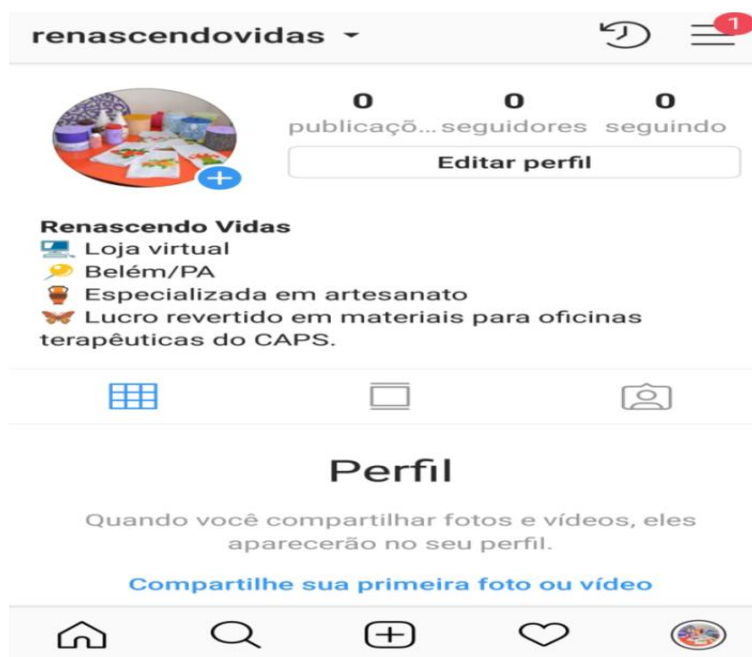 renascendovidas
1
0 0 0
publicaçõ... seguidores seguindo
Editar perfil
Renascendo Vidas
Loja virtual
Belém/PA
Especializada em artesanato
Lucro revertido em materiais para oficinas
terapêuticas do CAPS.
Perfil
Quando você compartilhar fotos e vídeos, eles
aparecerão no seu perfil.
Compartilhe sua primeira foto ou vídeo